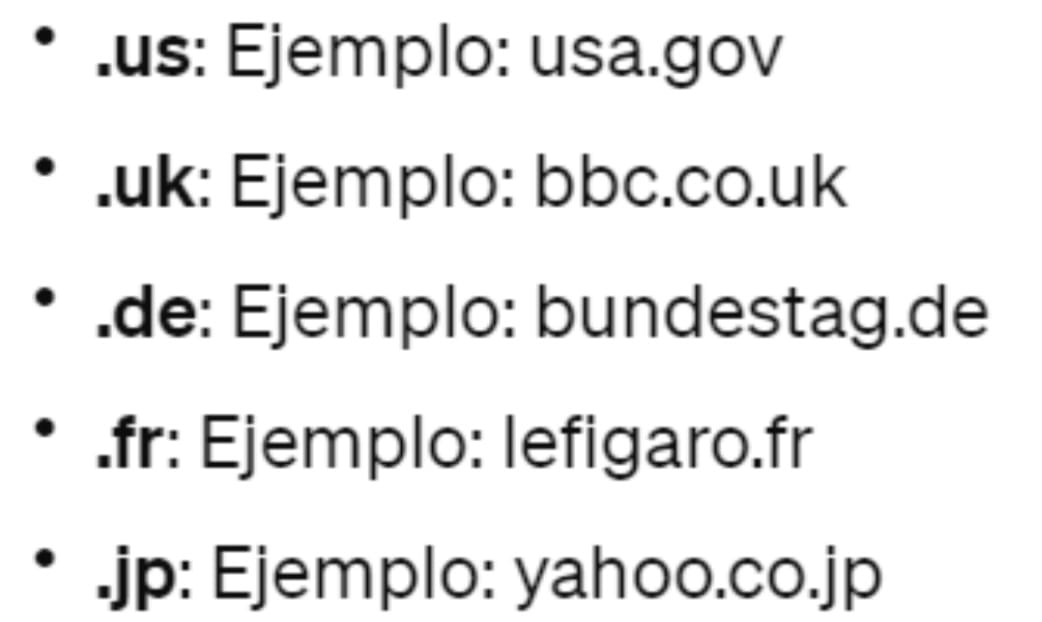 • .us: Ejemplo: usa.gov
• .uk: Ejemplo: bbc.co.uk
• .de: Ejemplo: bundestag.de
• .fr: Ejemplo: lefigaro.fr
• .jp: Ejemplo: yahoo.co.jp